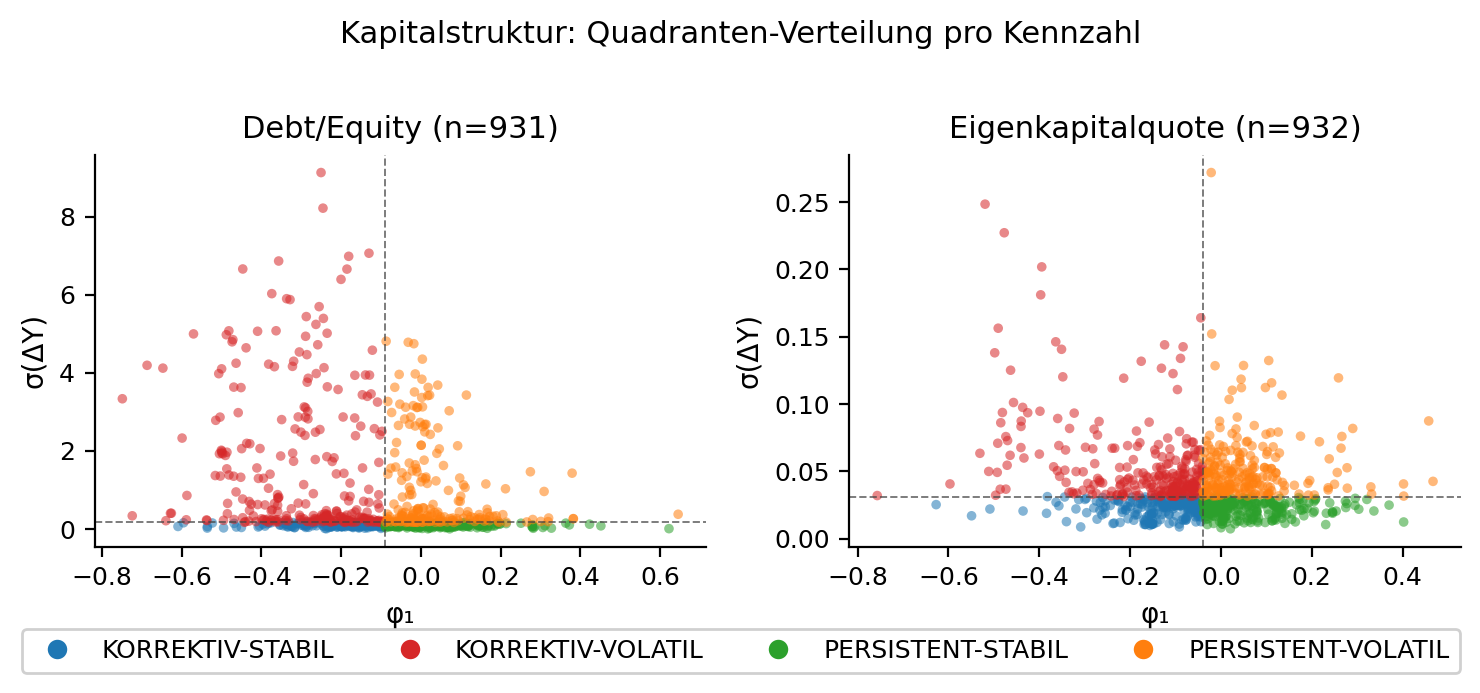 Kapitalstruktur: Quadranten-Verteilung pro Kennzahl
Debt/Equity (n=931)
σ(ΔY)
8
6
4
2
0
−0.8 −0.6 −0.4 −0.2 0.0 0.2 0.4 0.6
φ₁
Eigenkapitalquote (n=932)
σ(ΔY)
0.25
0.20
0.15
0.10
0.05
0.00
−0.8 −0.6 −0.4 −0.2 0.0 0.2 0.4
φ₁
KORREKTIV-STABIL KORREKTIV-VOLATIL PERSISTENT-STABIL PERSISTENT-VOLATIL